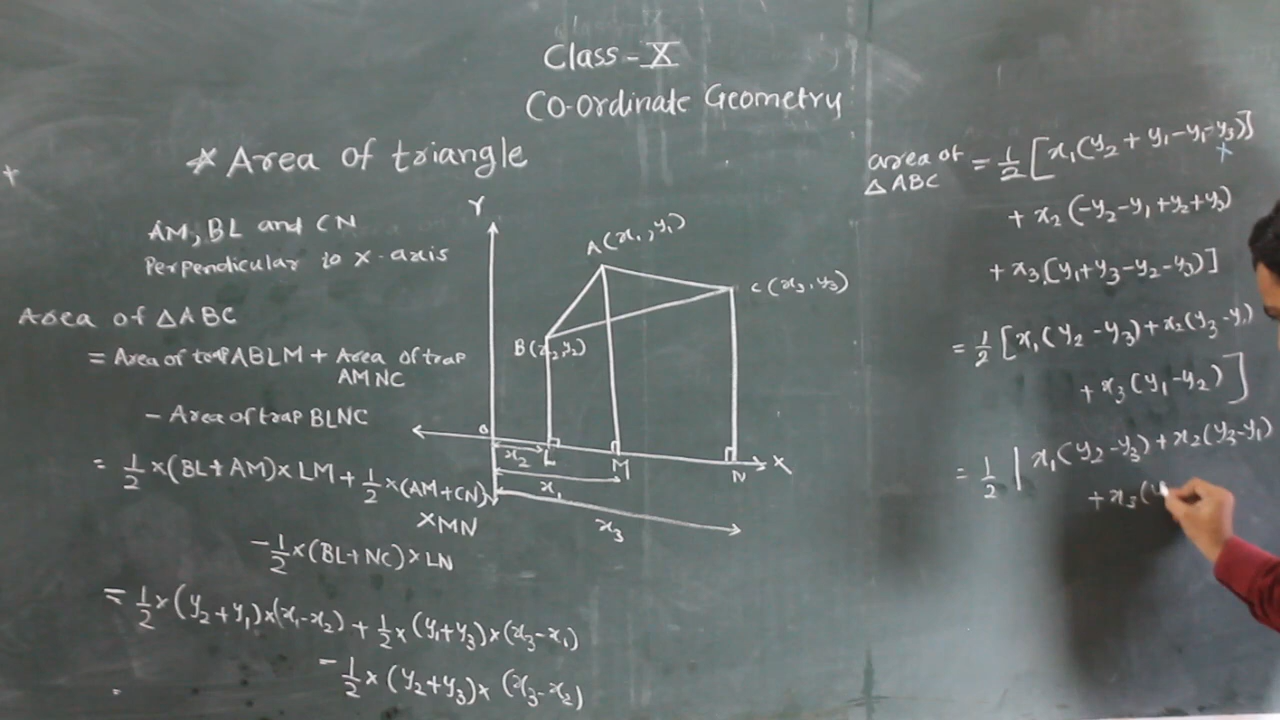 Class-X
Co-ordinate Geometry
* Area of triangle
AM, BL and CN
Perpendicular to X-axis
Area of △ABC
= Area of trap ABLM + Area of trap
AMNC
- Area of trap BLNC
= 1/2 ×(BL+AM)× LM + 1/2 ×(AM+CN)
×MN
- 1/2 ×(BL+NC)×LN
= 1/2 ×(y₂+y₁)×(x₁-x₂) + 1/2 ×(y₁+y₃)×(x₃-x₁)
- 1/2 ×(y₂+y₃)× (x₃-x₂)
Y
A(x₁,y₁)
C(x₃,y₃)
B(x₂,y₂)
O
L
M
N
X
x₂
x₁
x₃
area of △ABC = 1/2 [x₁(y₂+y₁-y₁-y₃)]
+ x₂(-y₂-y₁+y₂+y₃)
+ x₃(y₁+y₃-y₂-y₃)]
= 1/2 [x₁(y₂-y₃)+x₂(y₃-y₁)
+ x₃(y₁-y₂)]
= 1/2 |x₁(y₂-y₃)+x₂(y₃-y₁)
+x₃(y